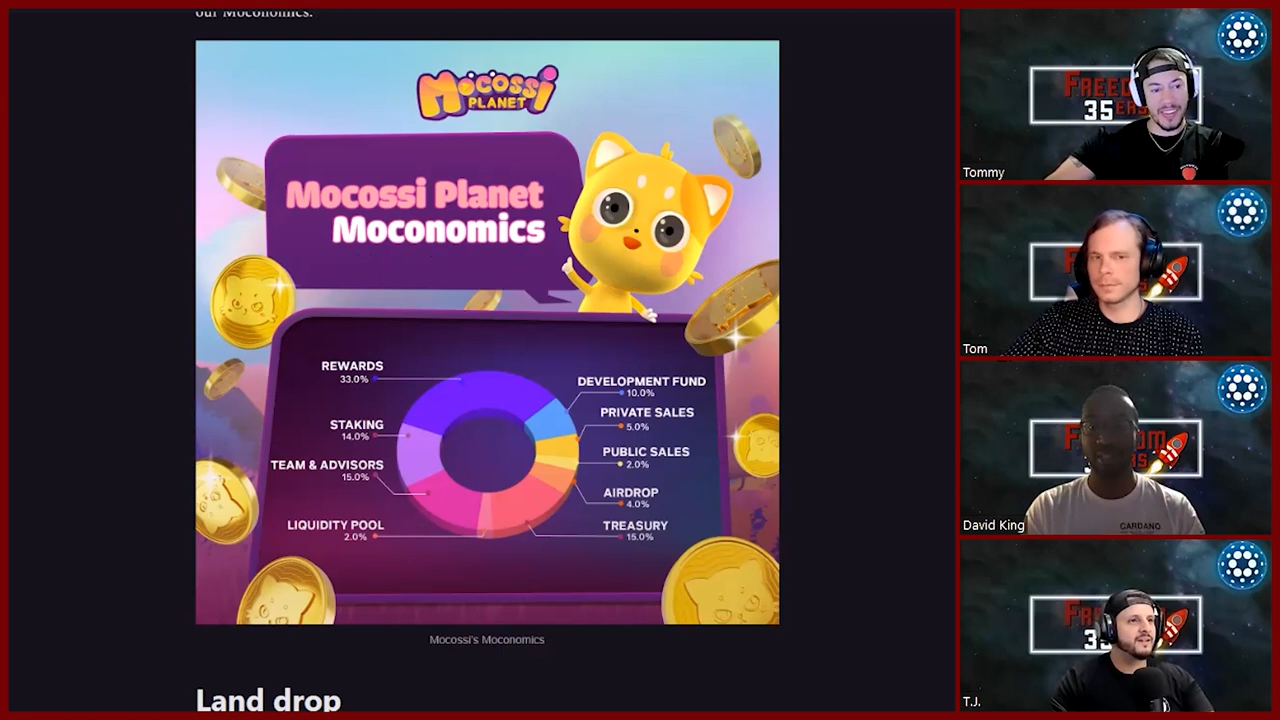 our Moconomics.
Mocossi
PLANET
Mocossi Planet
Moconomics
REWARDS
33.0%
STAKING
14.0%
TEAM & ADVISORS
15.0%
LIQUIDITY POOL
2.0%
DEVELOPMENT FUND
10.0%
PRIVATE SALES
5.0%
PUBLIC SALES
2.0%
AIRDROP
4.0%
TREASURY
15.0%
Mocossi's Moconomics
Land drop
35
Tommy
Tom
David King
CARDANO
T.J.